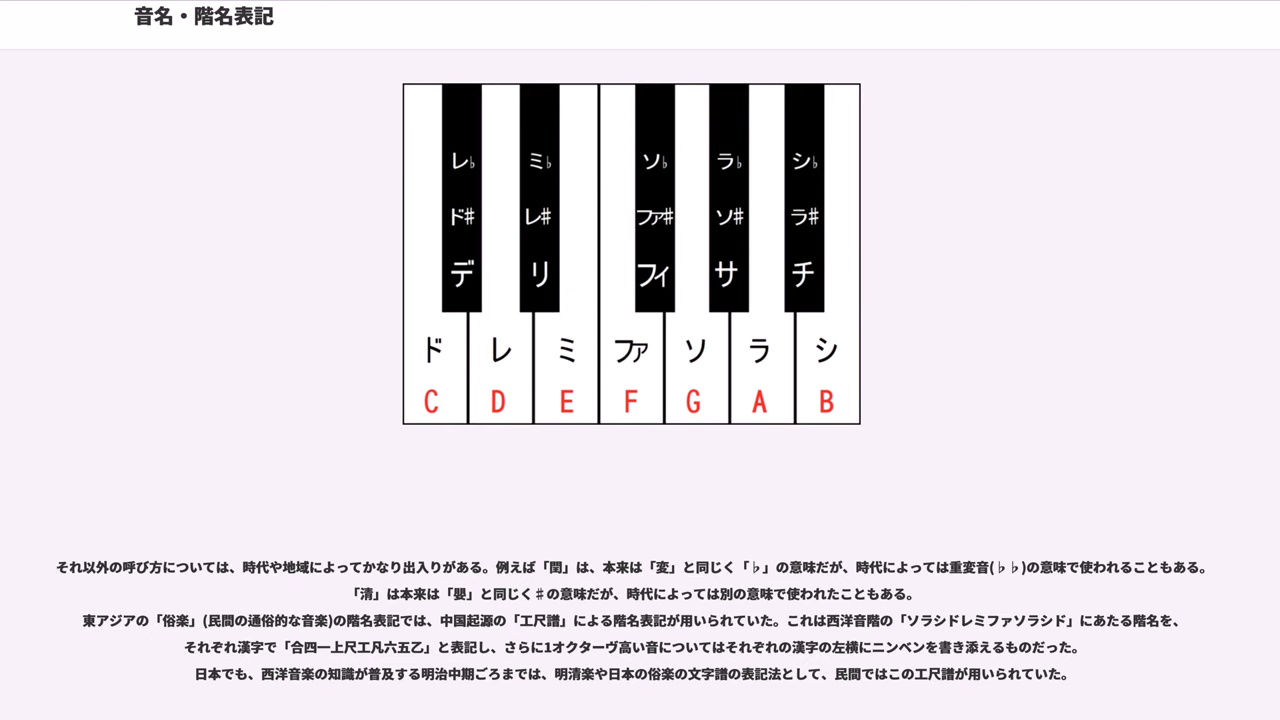 音名・階名表記
レ♭ ミ♭ ソ♭ ラ♭ シ♭
ド♯ レ♯ ファ♯ ソ♯ ラ♯
デ リ フィ サ チ
ド レ ミ ファ ソ ラ シ
C D E F G A B
それ以外の呼び方については、時代や地域によってかなり出入りがある。例えば「閏」は、本来は「変」と同じく「♭」の意味だが、時代によっては重変音(♭♭)の意味で使われることもある。
「清」は本来は「嬰」と同じく♯の意味だが、時代によっては別の意味で使われたこともある。
東アジアの「俗楽」(民間の通俗的な音楽)の階名表記では、中国起源の「工尺譜」による階名表記が用いられていた。これは西洋音階の「ソラシドレミファソラシド」にあたる階名を、
それぞれ漢字で「合四一上尺工凡六五乙」と表記し、さらに1オクターヴ高い音についてはそれぞれの漢字の左横にニンベンを書き添えるものだった。
日本でも、西洋音楽の知識が普及する明治中期ごろまでは、明清楽や日本の俗楽の文字譜の表記法として、民間ではこの工尺譜が用いられていた。